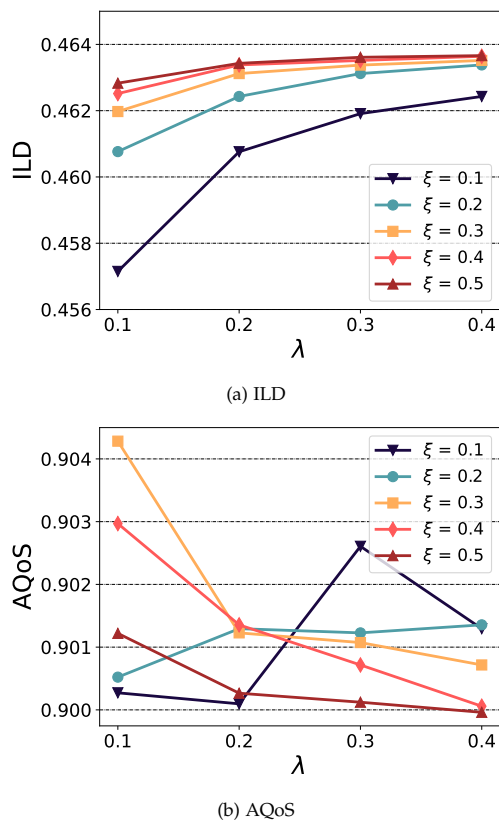 0.464
0.462
0.460
0.458
0.456
ILD
ξ = 0.1
ξ = 0.2
ξ = 0.3
ξ = 0.4
ξ = 0.5
0.1 0.2 0.3 0.4
λ
(a) ILD
0.904
0.903
0.902
0.901
0.900
AQoS
ξ = 0.1
ξ = 0.2
ξ = 0.3
ξ = 0.4
ξ = 0.5
0.1 0.2 0.3 0.4
λ
(b) AQoS